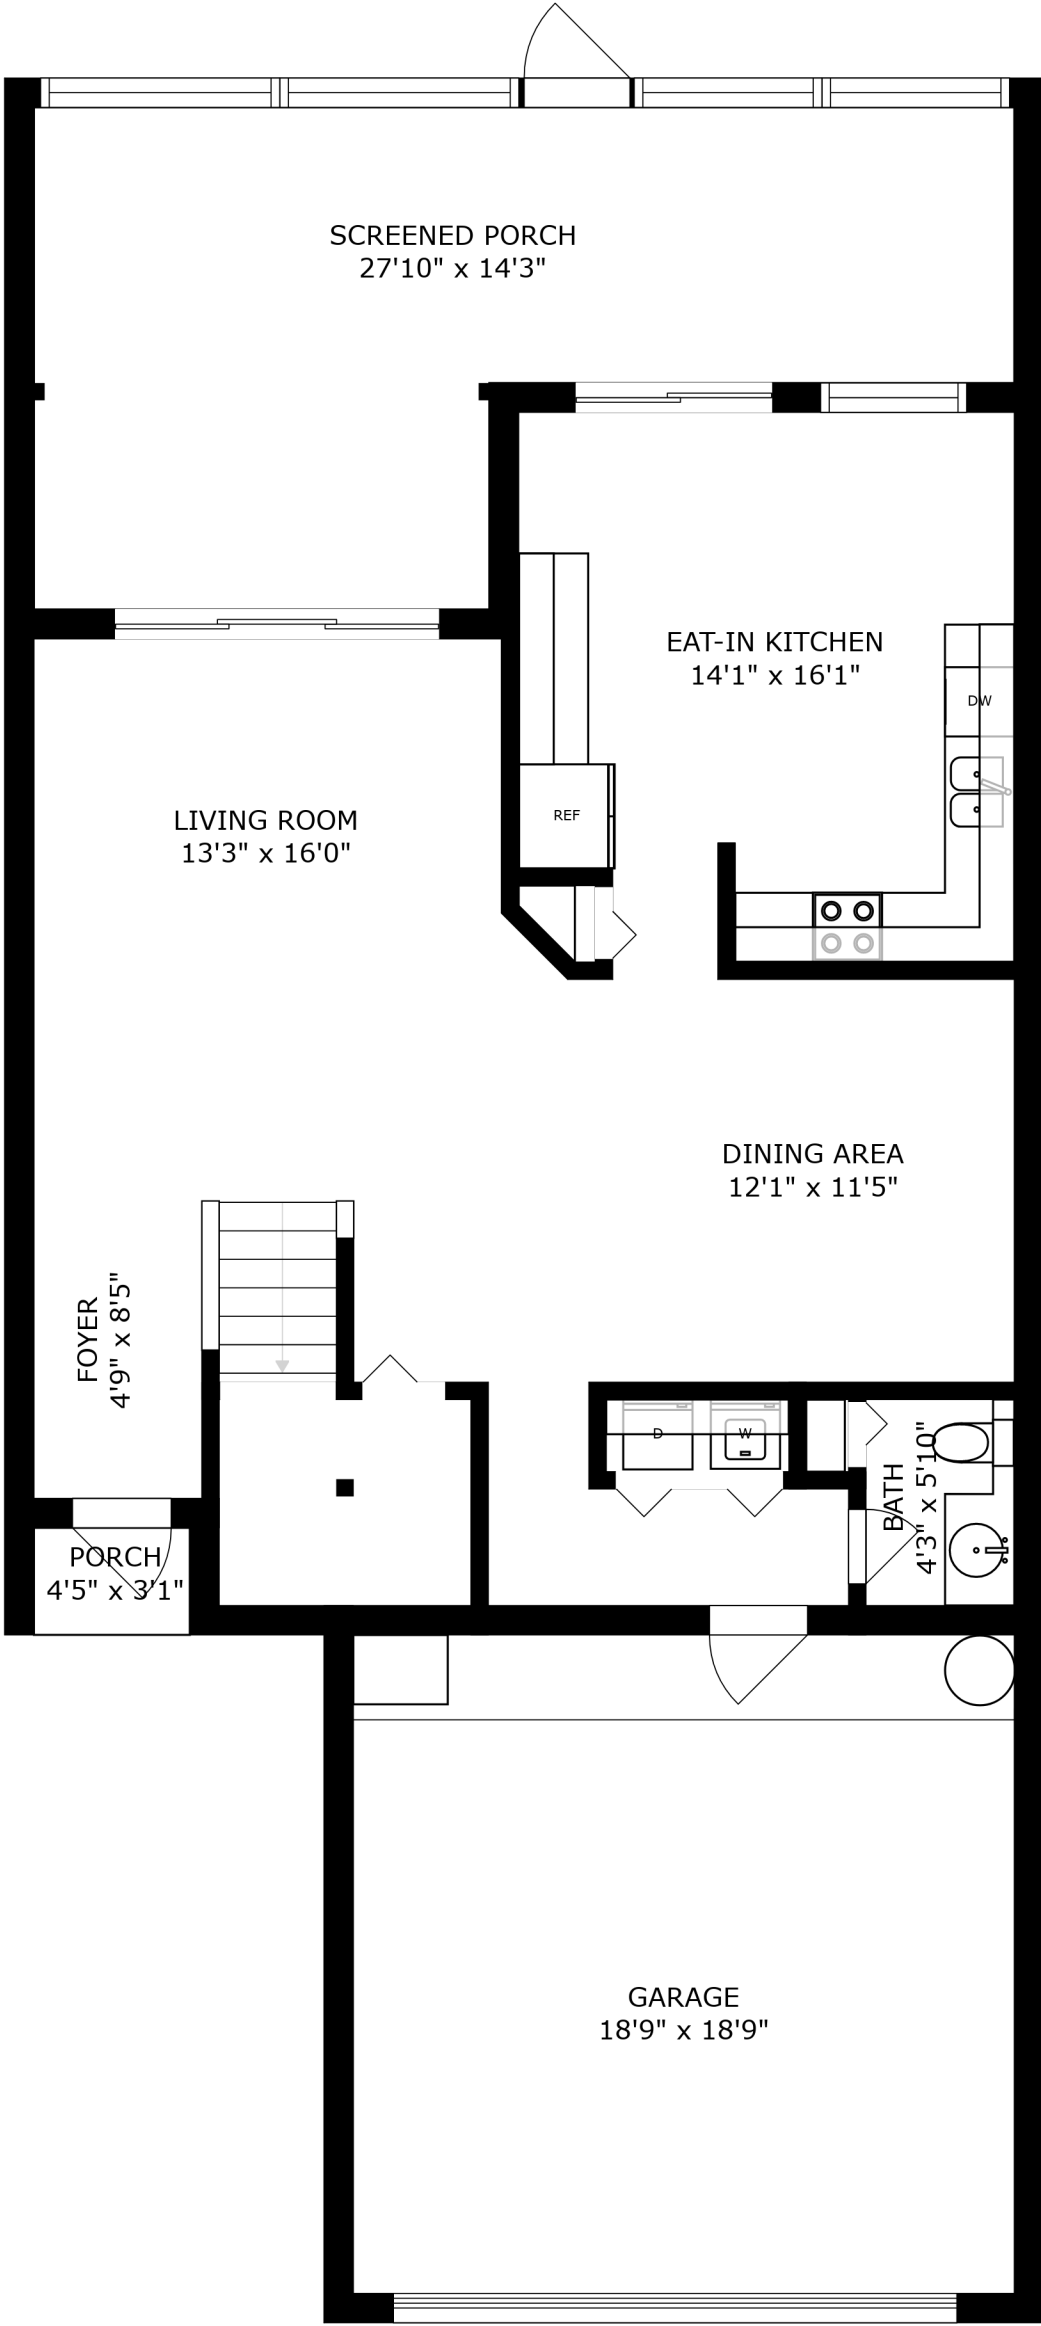 SCREENED PORCH
27'10" x 14'3"
EAT-IN KITCHEN
14'1" x 16'1"
DW
LIVING ROOM
13'3" x 16'0"
REF
DINING AREA
12'1" x 11'5"
FOYER
4'9" x 8'5"
D
W
BATH
4'3" x 5'10"
PORCH
4'5" x 3'1"
GARAGE
18'9" x 18'9"